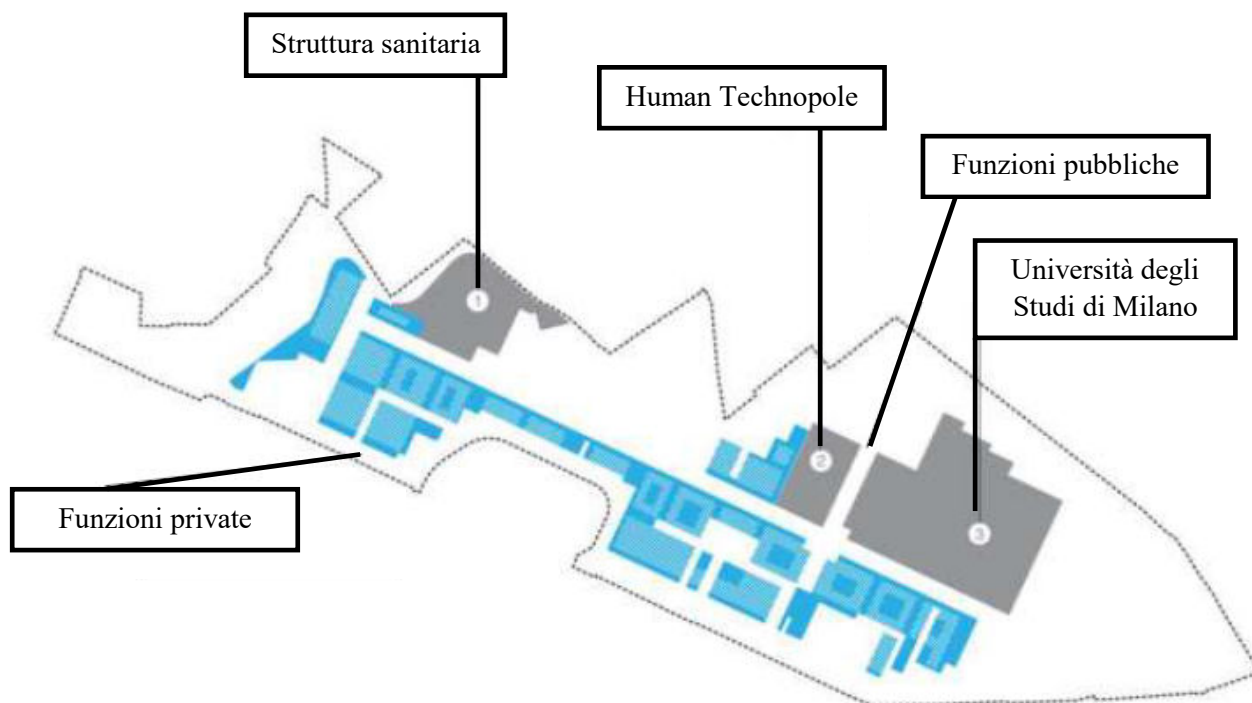 Struttura sanitaria
Human Technopole
Funzioni pubbliche
Università degli
Studi di Milano
1
2
3
Funzioni private